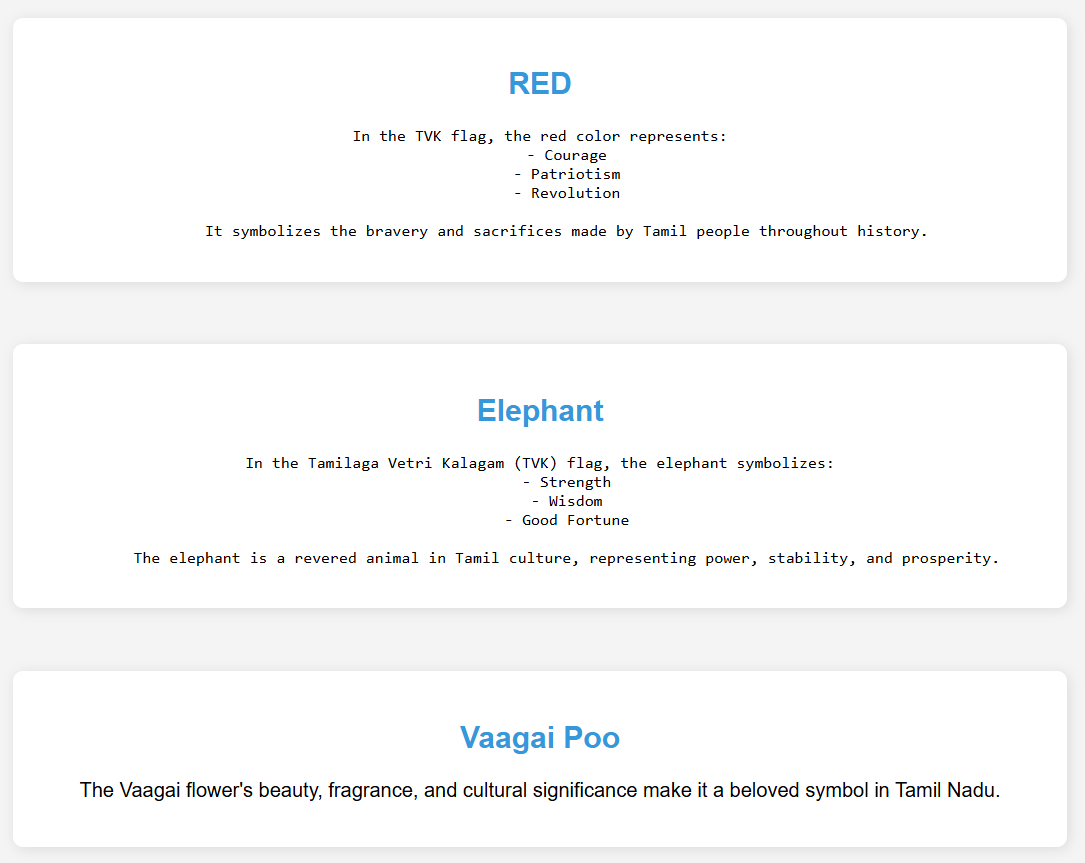 RED
In the TVK flag, the red color represents:
- Courage
- Patriotism
- Revolution
It symbolizes the bravery and sacrifices made by Tamil people throughout history.
Elephant
In the Tamilaga Vetri Kalagam (TVK) flag, the elephant symbolizes:
- Strength
- Wisdom
- Good Fortune
The elephant is a revered animal in Tamil culture, representing power, stability, and prosperity.
Vaagai Poo
The Vaagai flower's beauty, fragrance, and cultural significance make it a beloved symbol in Tamil Nadu.